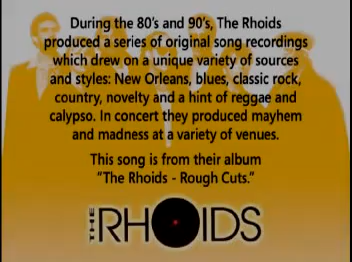 During the 80's and 90's, The Rhoids
produced a series of original song recordings
which drew on a unique variety of sources
and styles: New Orleans, blues, classic rock,
country, novelty and a hint of reggae and
calypso. In concert they produced mayhem
and madness at a variety of venues.
This song is from their album
"The Rhoids - Rough Cuts."
THE RHOIDS